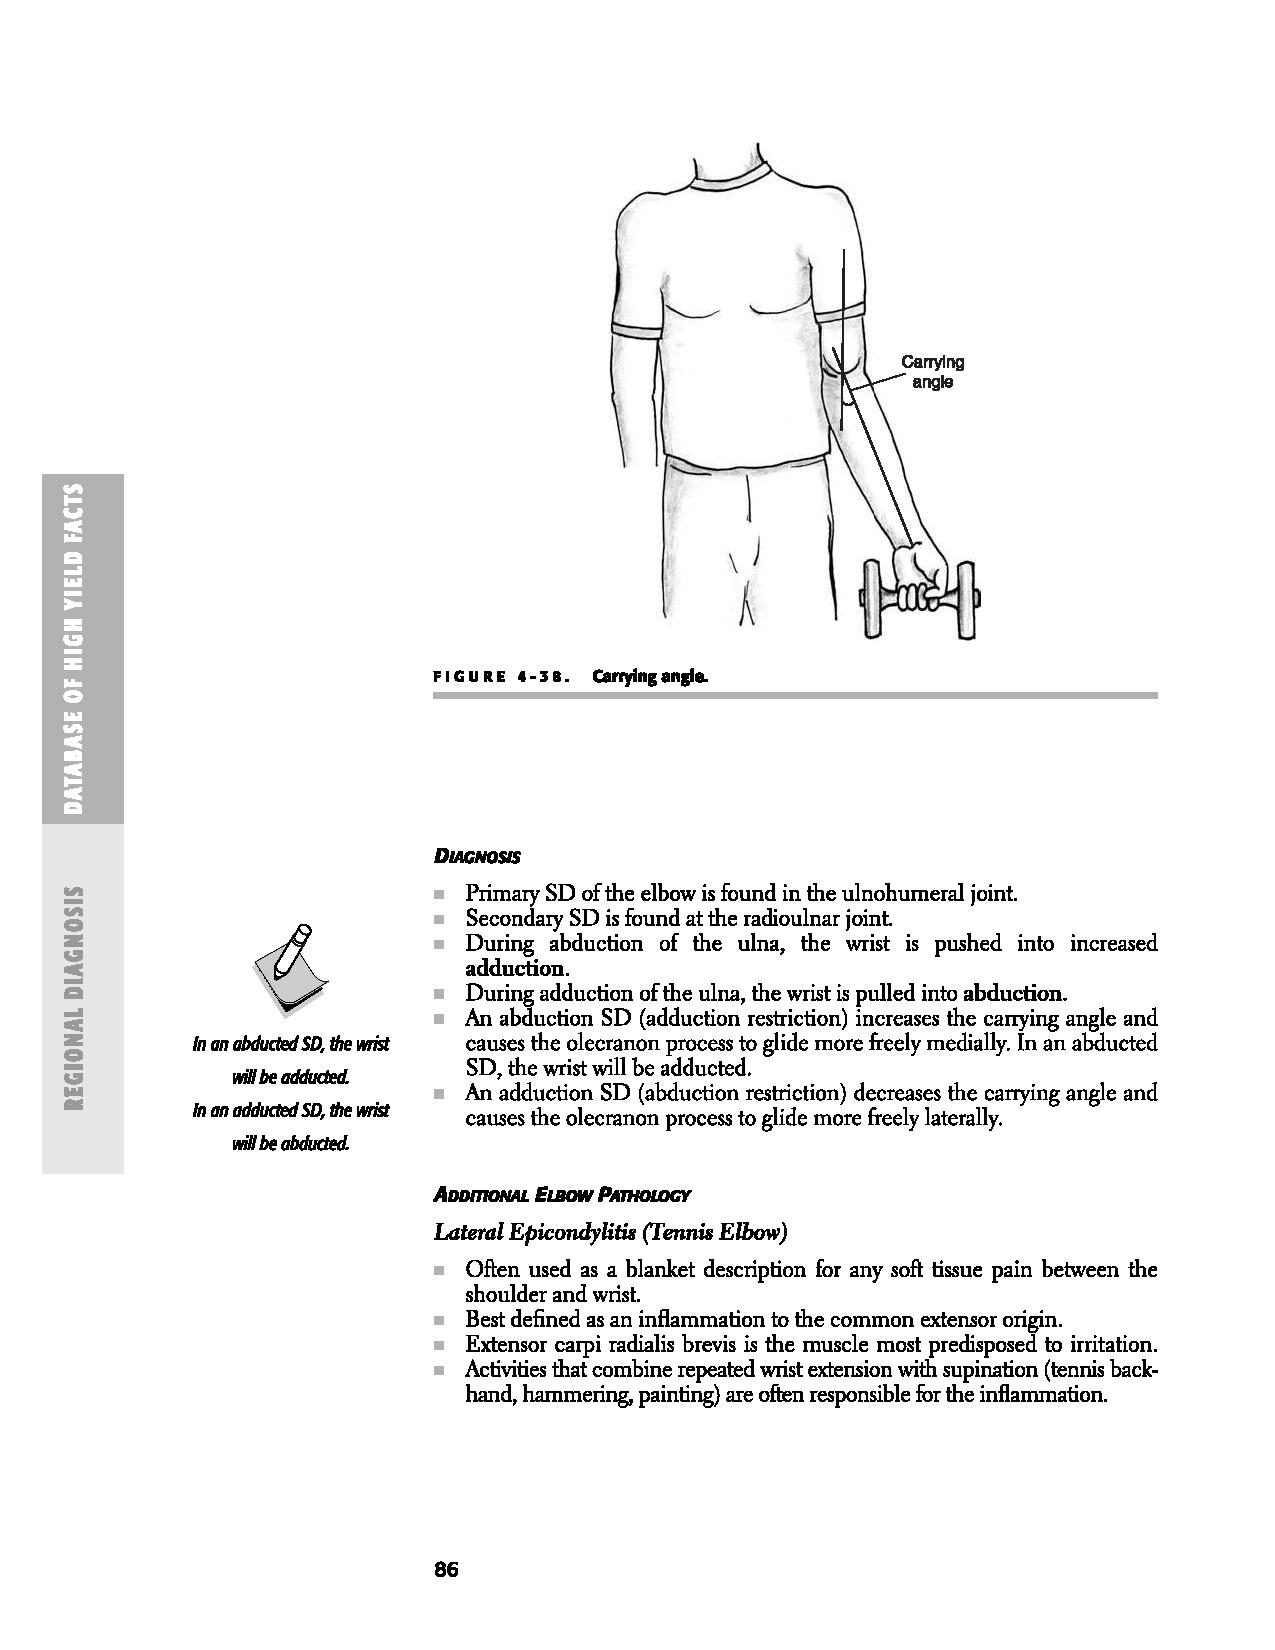 Carrying
angle
FIGURE 4-38. Carrying angle.
DATABASE OF HIGH YIELD FACTS
REGIONAL DIAGNOSIS
DIAGNOSIS
■ Primary SD of the elbow is found in the ulnohumeral joint.
■ Secondary SD is found at the radioulnar joint.
■ During abduction of the ulna, the wrist is pushed into increased
adduction.
■ During adduction of the ulna, the wrist is pulled into abduction.
■ An abduction SD (adduction restriction) increases the carrying angle and
causes the olecranon process to glide more freely medially. In an abducted
SD, the wrist will be adducted.
■ An adduction SD (abduction restriction) decreases the carrying angle and
causes the olecranon process to glide more freely laterally.
In an abducted SD, the wrist
will be adducted.
In an adducted SD, the wrist
will be abducted.
ADDITIONAL ELBOW PATHOLOGY
Lateral Epicondylitis (Tennis Elbow)
■ Often used as a blanket description for any soft tissue pain between the
shoulder and wrist.
■ Best defined as an inflammation to the common extensor origin.
■ Extensor carpi radialis brevis is the muscle most predisposed to irritation.
■ Activities that combine repeated wrist extension with supination (tennis back-
hand, hammering, painting) are often responsible for the inflammation.
86